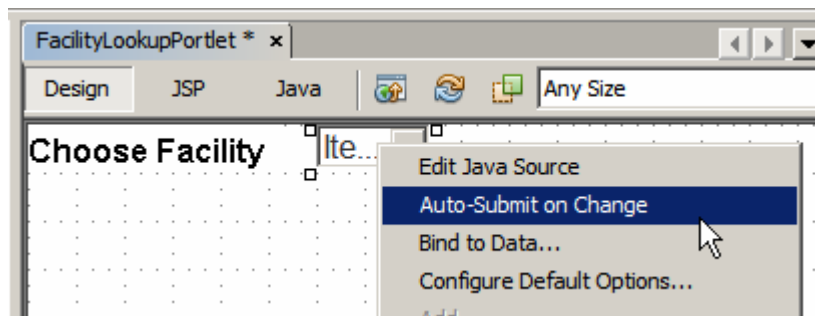 FacilityLookupPortlet * x
Design JSP Java Any Size
Choose Facility Ite...
Edit Java Source
Auto-Submit on Change
Bind to Data...
Configure Default Options...